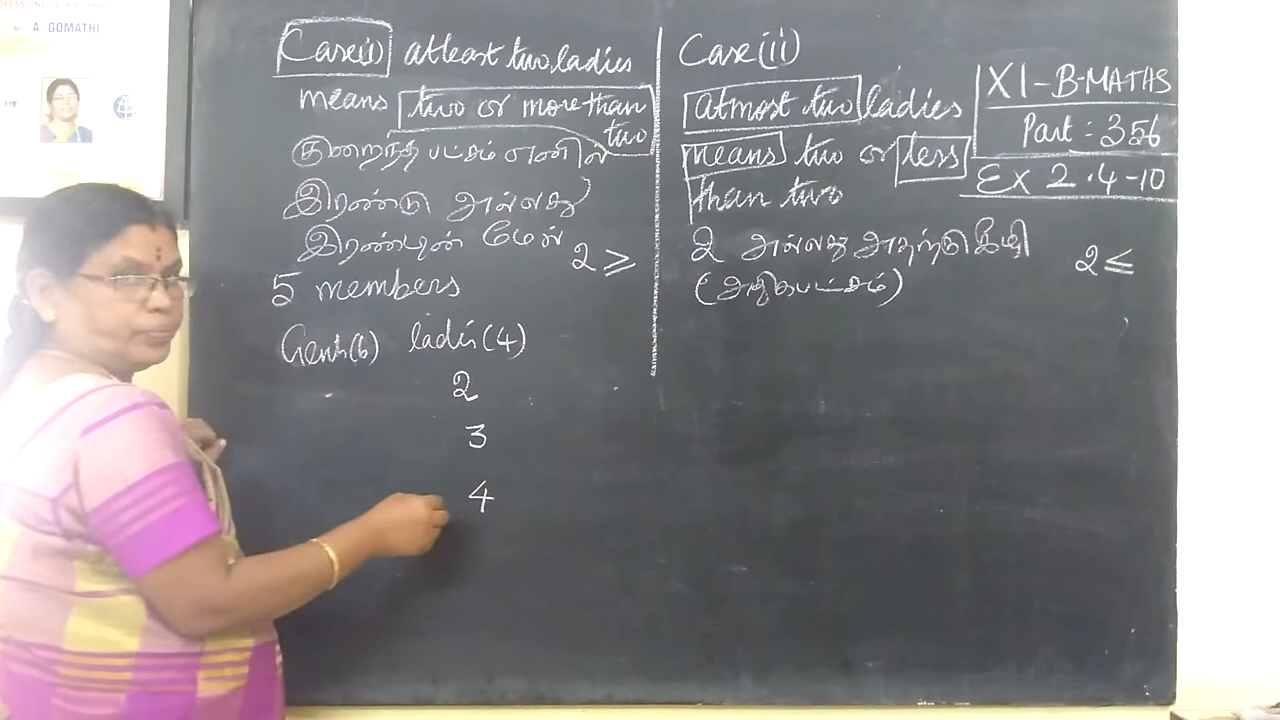 A GOMATHI
Case(i) atleast two ladies
means two or more than
two
குறைந்த பட்சம் எனில்
இரண்டு அல்லது
இரண்டின் மேல் 2 ≥
5 members
Gents(6) ladies(4)
2
3
4
Case(ii)
atmost two ladies
means two or less
than two
2 அல்லது அதற்கு கீழ் 2 ≤
(அதிகபட்சம்)
XI-B-MATHS
Part: 356
Ex 2.4-10